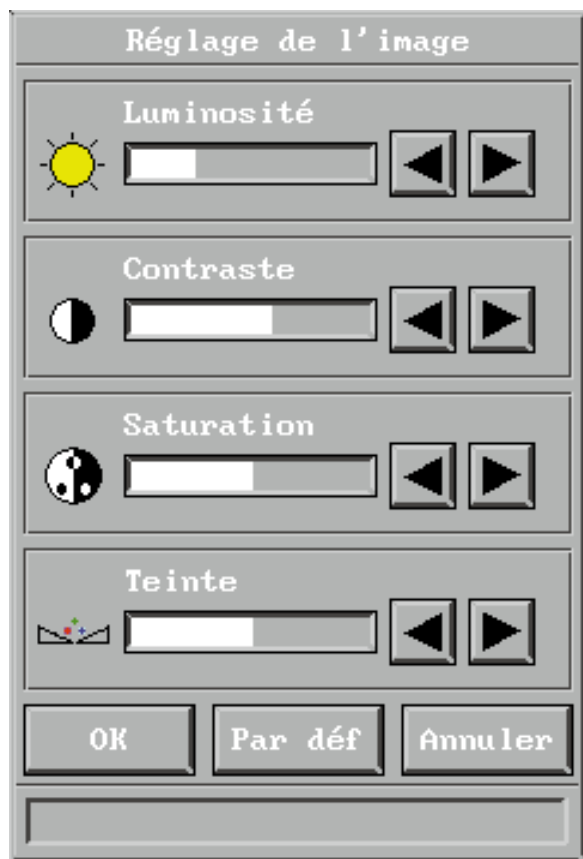 Réglage de l'image
Luminosité
Contraste
Saturation
Teinte
OK Par déf Annuler